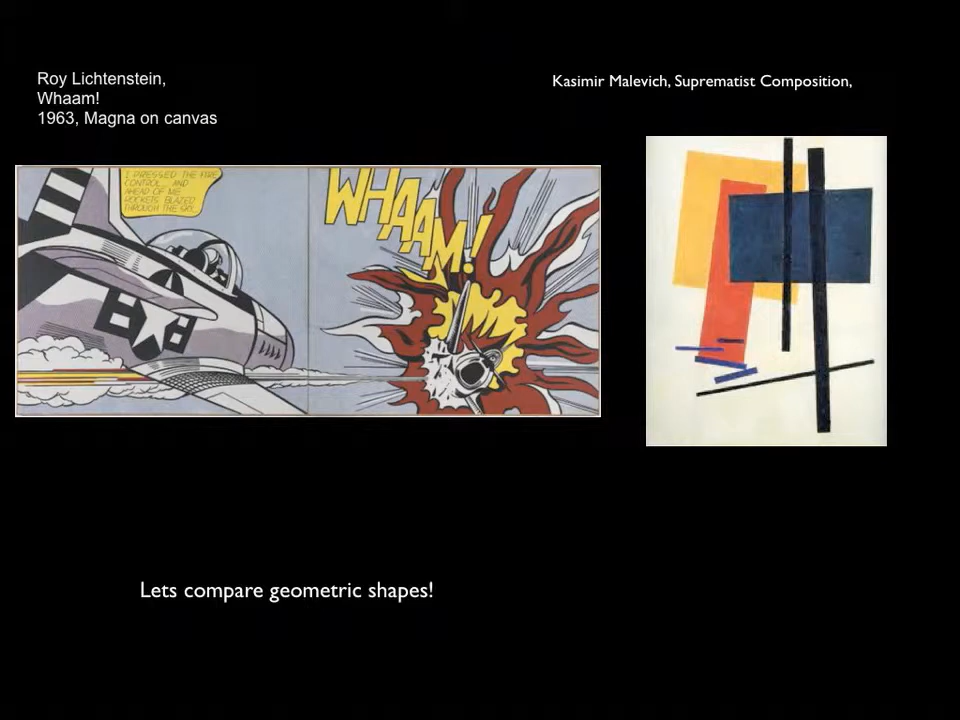 Roy Lichtenstein,
Whaam!
1963, Magna on canvas
Kasimir Malevich, Suprematist Composition,
I PRESSED THE FIRE
CONTROL... AND
AHEAD OF ME
ROCKETS BLAZED
THROUGH THE SKY...
WHAAM!
Lets compare geometric shapes!